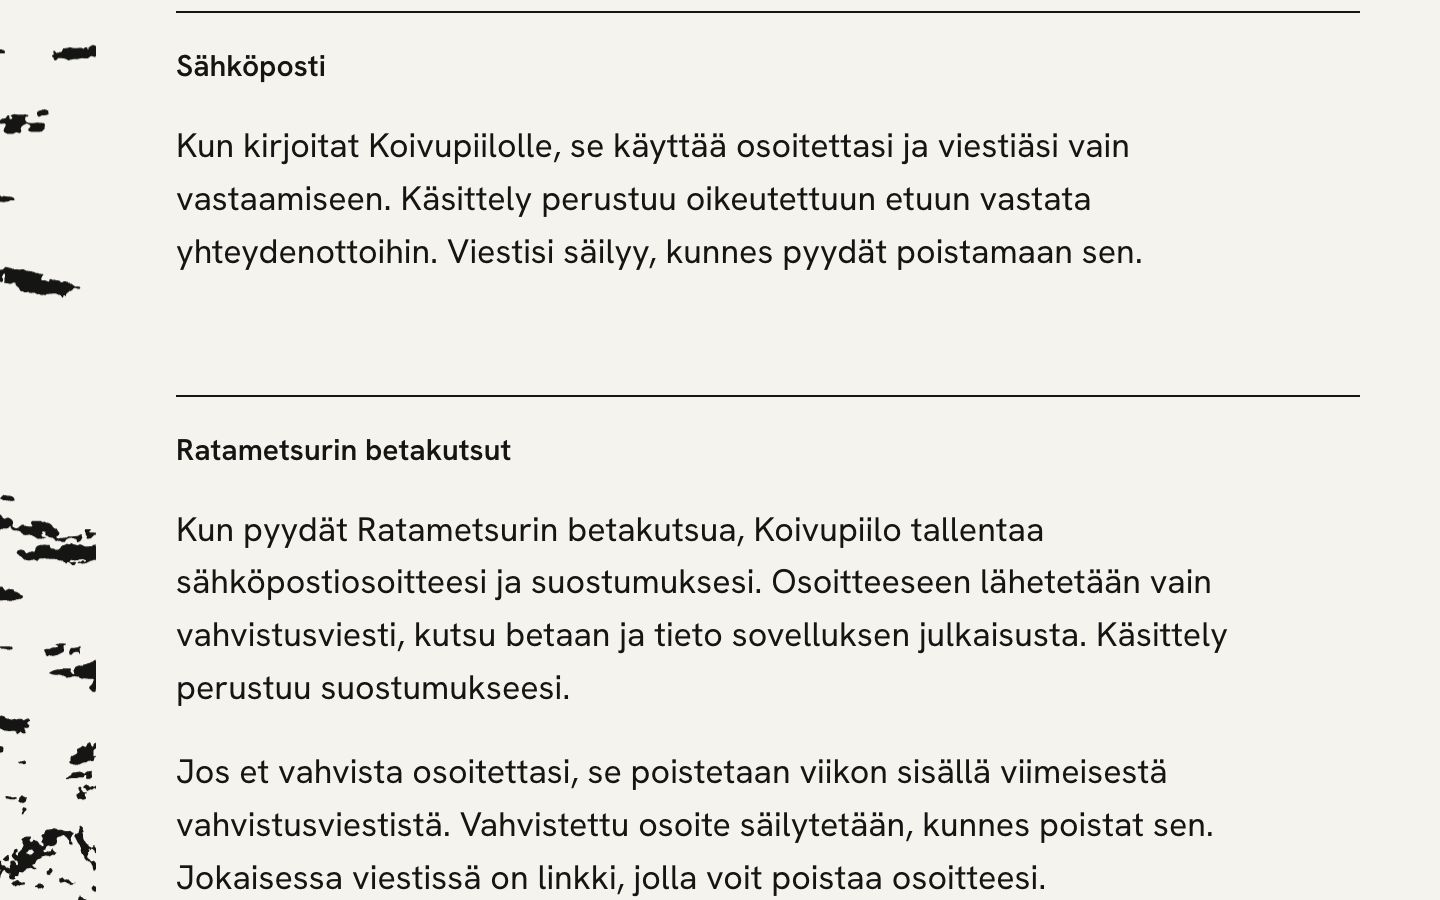 Sähköposti
Kun kirjoitat Koivupiilolle, se käyttää osoitettasi ja viestiäsi vain
vastaamiseen. Käsittely perustuu oikeutettuun etuun vastata
yhteydenottoihin. Viestisi säilyy, kunnes pyydät poistamaan sen.
Ratametsurin betakutsut
Kun pyydät Ratametsurin betakutsua, Koivupiilo tallentaa
sähköpostiosoitteesi ja suostumuksesi. Osoitteeseen lähetetään vain
vahvistusviesti, kutsu betaan ja tieto sovelluksen julkaisusta. Käsittely
perustuu suostumukseesi.
Jos et vahvista osoitettasi, se poistetaan viikon sisällä viimeisestä
vahvistusviestistä. Vahvistettu osoite säilytetään, kunnes poistat sen.
Jokaisessa viestissä on linkki, jolla voit poistaa osoitteesi.